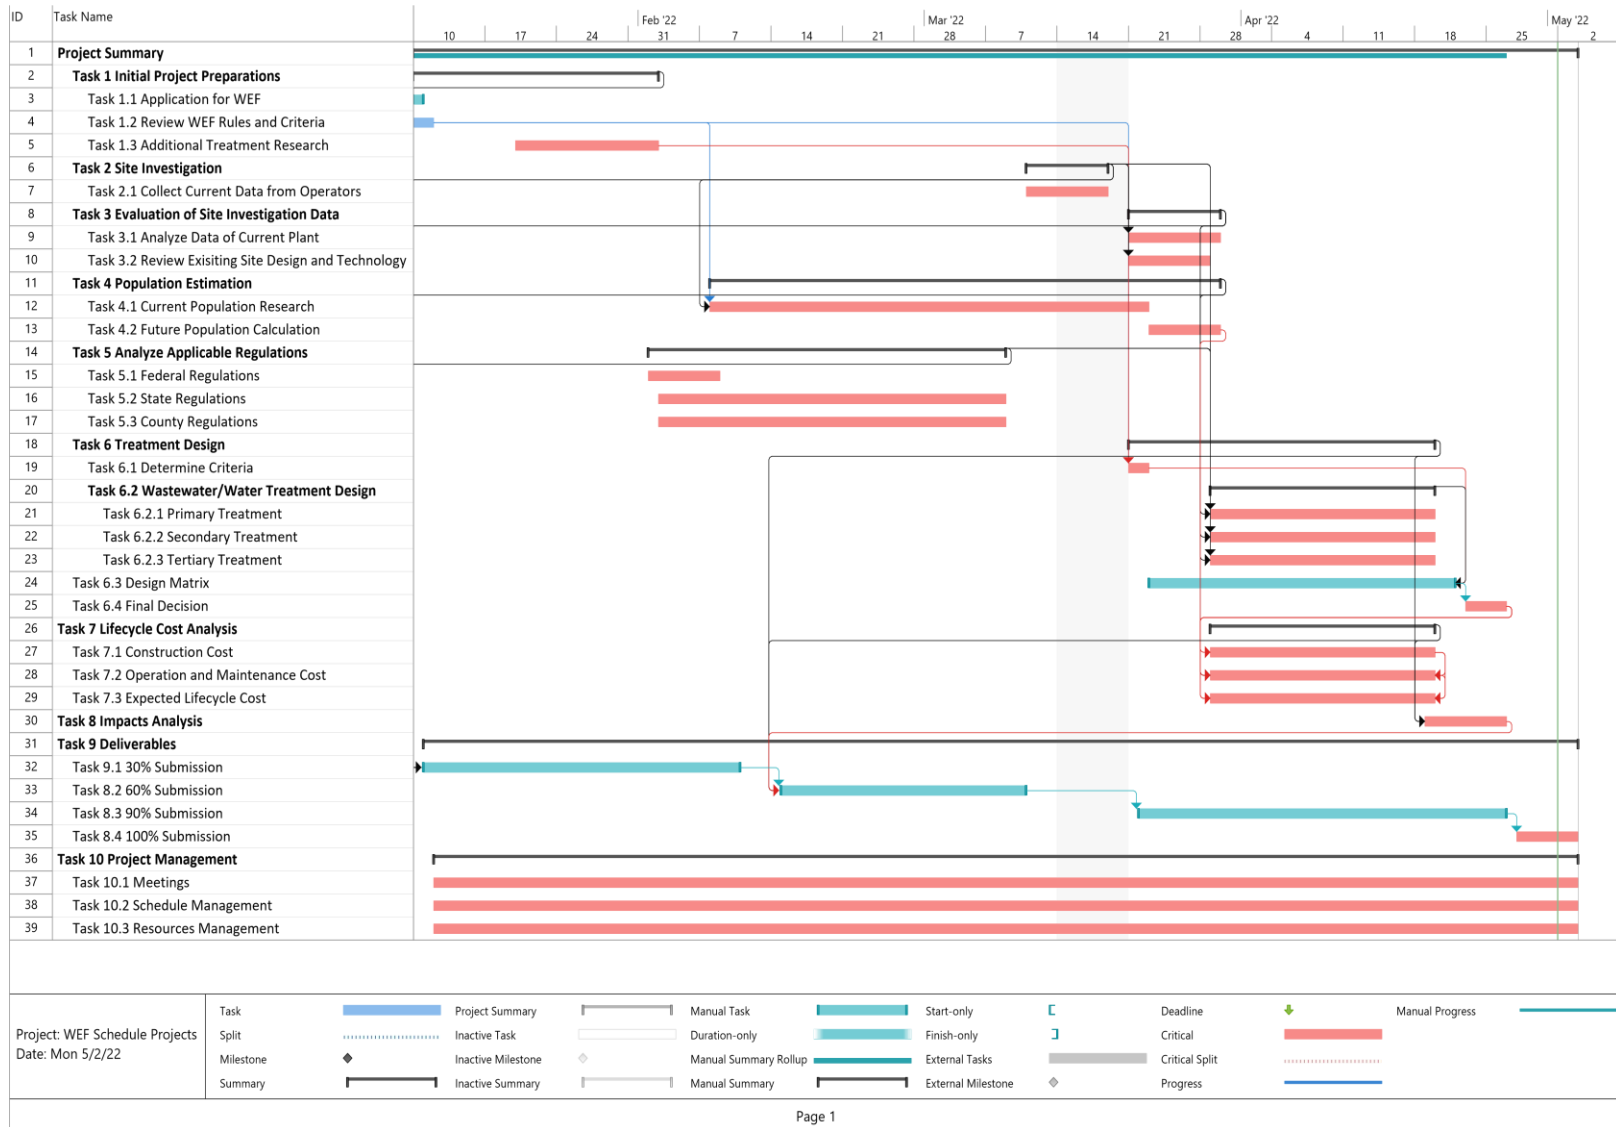 ID Task Name Feb '22 Mar '22 Apr '22 May '22
10 17 24 31 7 14 21 28 7 14 21 28 4 11 18 25 2
1 Project Summary
2 Task 1 Initial Project Preparations
3 Task 1.1 Application for WEF
4 Task 1.2 Review WEF Rules and Criteria
5 Task 1.3 Additional Treatment Research
6 Task 2 Site Investigation
7 Task 2.1 Collect Current Data from Operators
8 Task 3 Evaluation of Site Investigation Data
9 Task 3.1 Analyze Data of Current Plant
10 Task 3.2 Review Exisiting Site Design and Technology
11 Task 4 Population Estimation
12 Task 4.1 Current Population Research
13 Task 4.2 Future Population Calculation
14 Task 5 Analyze Applicable Regulations
15 Task 5.1 Federal Regulations
16 Task 5.2 State Regulations
17 Task 5.3 County Regulations
18 Task 6 Treatment Design
19 Task 6.1 Determine Criteria
20 Task 6.2 Wastewater/Water Treatment Design
21 Task 6.2.1 Primary Treatment
22 Task 6.2.2 Secondary Treatment
23 Task 6.2.3 Tertiary Treatment
24 Task 6.3 Design Matrix
25 Task 6.4 Final Decision
26 Task 7 Lifecycle Cost Analysis
27 Task 7.1 Construction Cost
28 Task 7.2 Operation and Maintenance Cost
29 Task 7.3 Expected Lifecycle Cost
30 Task 8 Impacts Analysis
31 Task 9 Deliverables
32 Task 9.1 30% Submission
33 Task 8.2 60% Submission
34 Task 8.3 90% Submission
35 Task 8.4 100% Submission
36 Task 10 Project Management
37 Task 10.1 Meetings
38 Task 10.2 Schedule Management
39 Task 10.3 Resources Management
Project: WEF Schedule Projects
Date: Mon 5/2/22
Task Project Summary Manual Task Start-only Deadline Manual Progress
Split Inactive Task Duration-only Finish-only Critical
Milestone Inactive Milestone Manual Summary Rollup External Tasks Critical Split
Summary Inactive Summary Manual Summary External Milestone Progress
Page 1